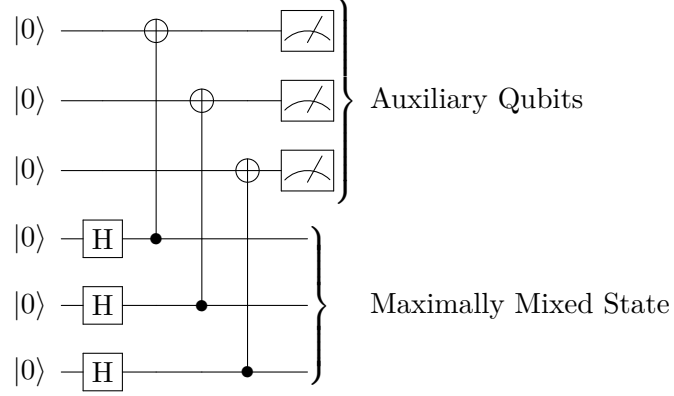 |0⟩
|0⟩ Auxiliary Qubits
|0⟩
|0⟩ H
|0⟩ H Maximally Mixed State
|0⟩ H